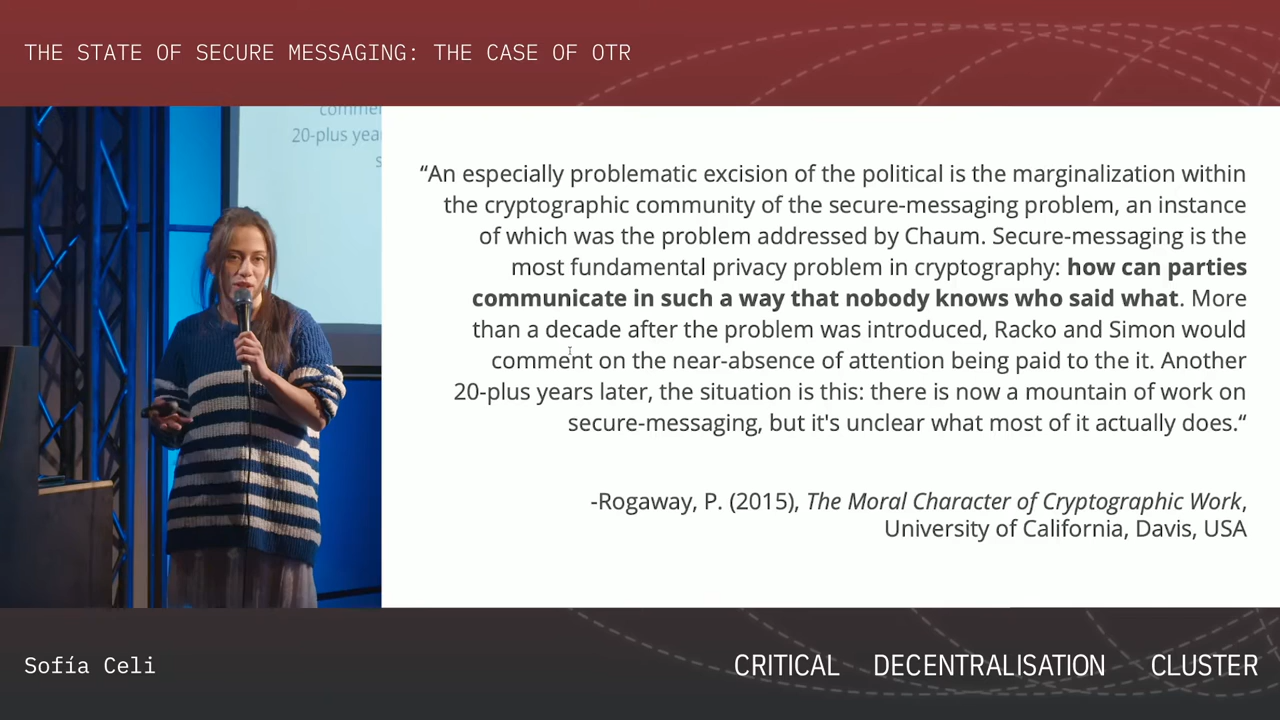 THE STATE OF SECURE MESSAGING: THE CASE OF OTR
20-plus yea
“An especially problematic excision of the political is the marginalization within
the cryptographic community of the secure-messaging problem, an instance
of which was the problem addressed by Chaum. Secure-messaging is the
most fundamental privacy problem in cryptography: how can parties
communicate in such a way that nobody knows who said what. More
than a decade after the problem was introduced, Racko and Simon would
comment on the near-absence of attention being paid to the it. Another
20-plus years later, the situation is this: there is now a mountain of work on
secure-messaging, but it's unclear what most of it actually does.“
-Rogaway, P. (2015), The Moral Character of Cryptographic Work,
University of California, Davis, USA
Sofía Celi
CRITICAL DECENTRALISATION CLUSTER